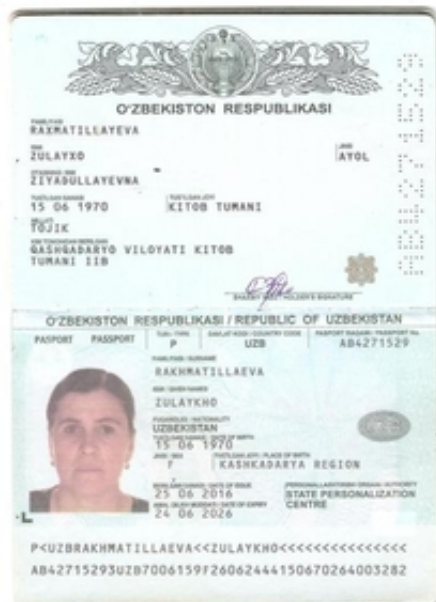 O'ZBEKISTON RESPUBLIKASI
RAXMATILLAYEVA
ZULAYXO
AYOL
ZIYADULLAYEVNA
15 06 1970 KITOB TUMANI
TOJIK
QASHQADARYO VILOYATI KITOB
TUMANI IIB
O'ZBEKISTON RESPUBLIKASI / REPUBLIC OF UZBEKISTAN
PASPORT PASSPORT
P UZB AB4271529
RAKHMATILLAEVA
ZULAYKHO
UZBEKISTAN
15 06 1970
F KASHKADARYA REGION
25 06 2016 STATE PERSONALIZATION
CENTRE
24 06 2026
P<UZBRAKHMATILLAEVA<<ZULAYKHO<<<<<<<<<<<<<<<
AB42715293UZB7006159F26062444150670264003282